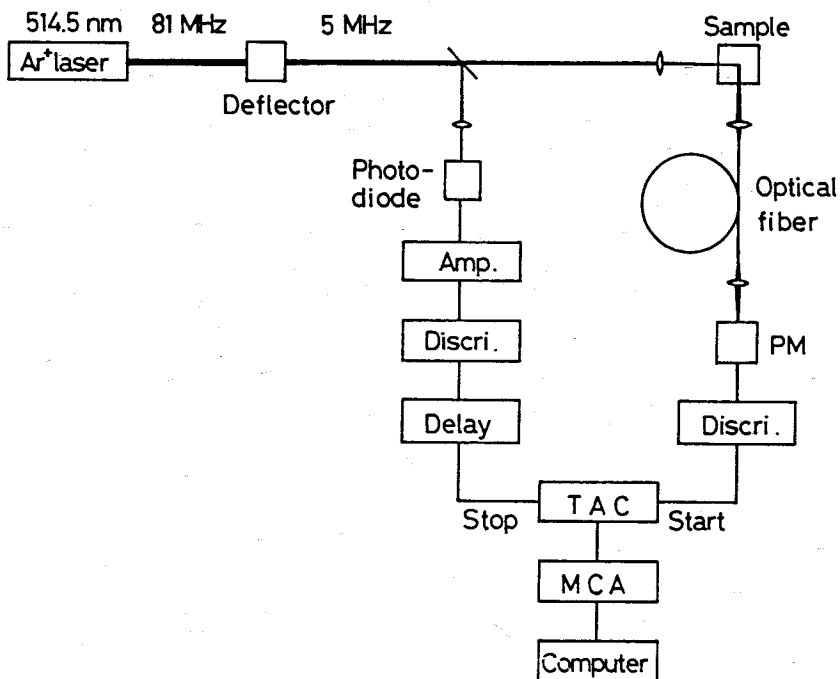 514.5 nm
81 MHz
5 MHz
Sample
Ar⁺laser
Deflector
Photo-
diode
Optical
fiber
Amp.
Discri.
PM
Delay
Discri.
Stop
TAC
Start
MCA
Computer